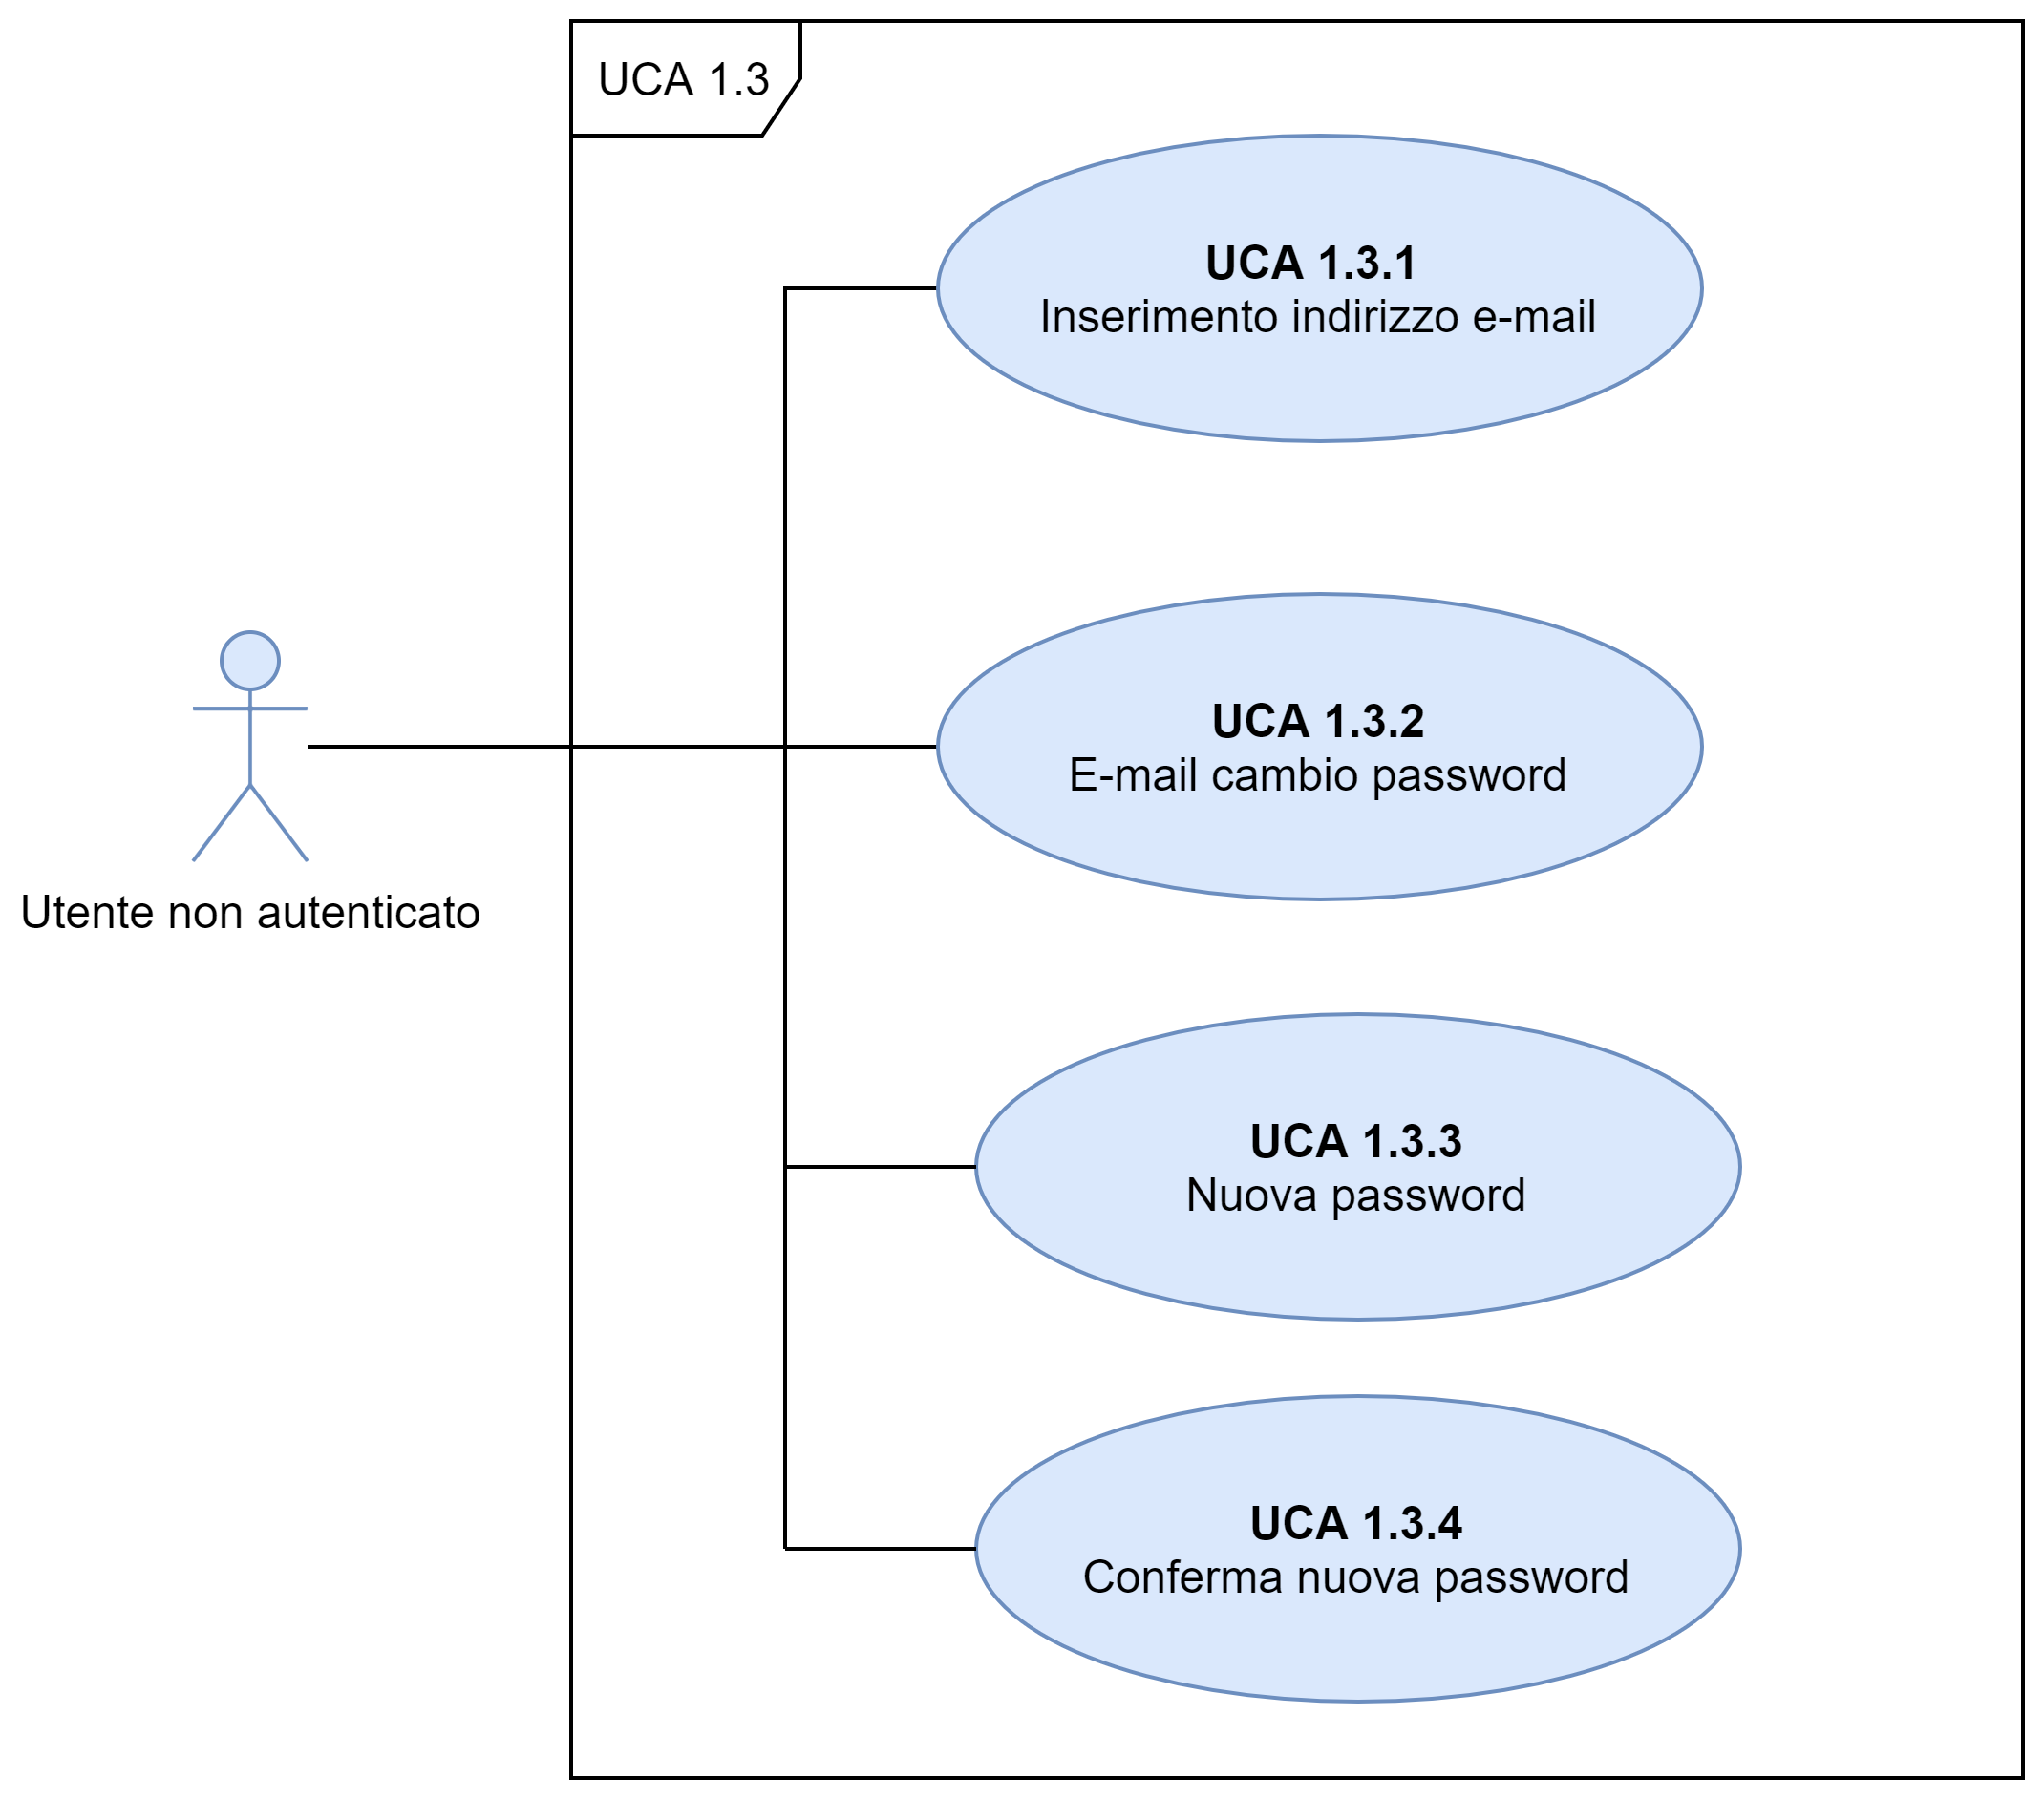 UCA 1.3
UCA 1.3.1
Inserimento indirizzo e-mail
UCA 1.3.2
E-mail cambio password
Utente non autenticato
UCA 1.3.3
Nuova password
UCA 1.3.4
Conferma nuova password